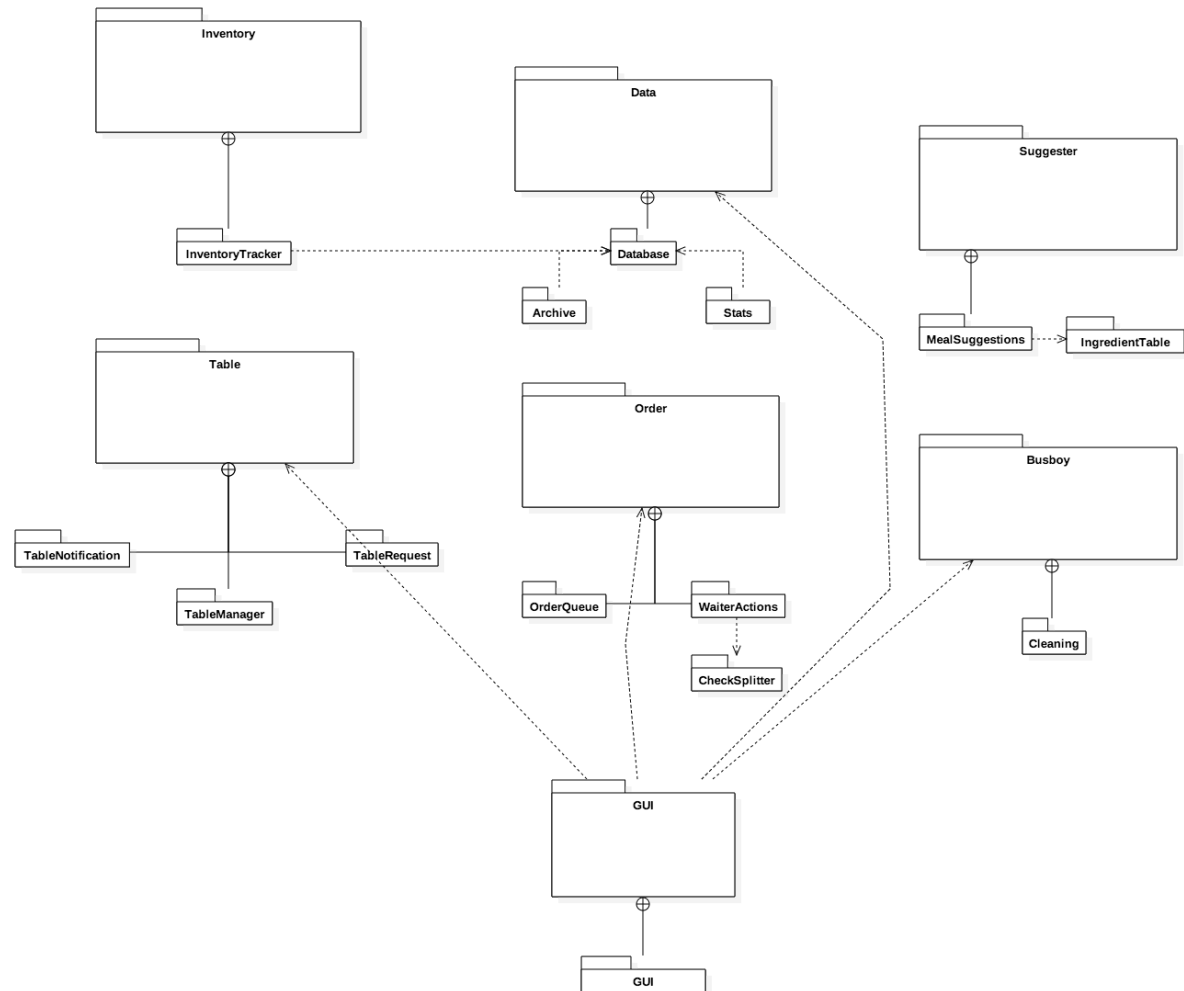 Inventory
Data
Suggester
InventoryTracker
Database
Archive
Stats
MealSuggestions
IngredientTable
Table
Order
Busboy
TableNotification
TableRequest
TableManager
OrderQueue
WaiterActions
Cleaning
CheckSplitter
GUI
GUI